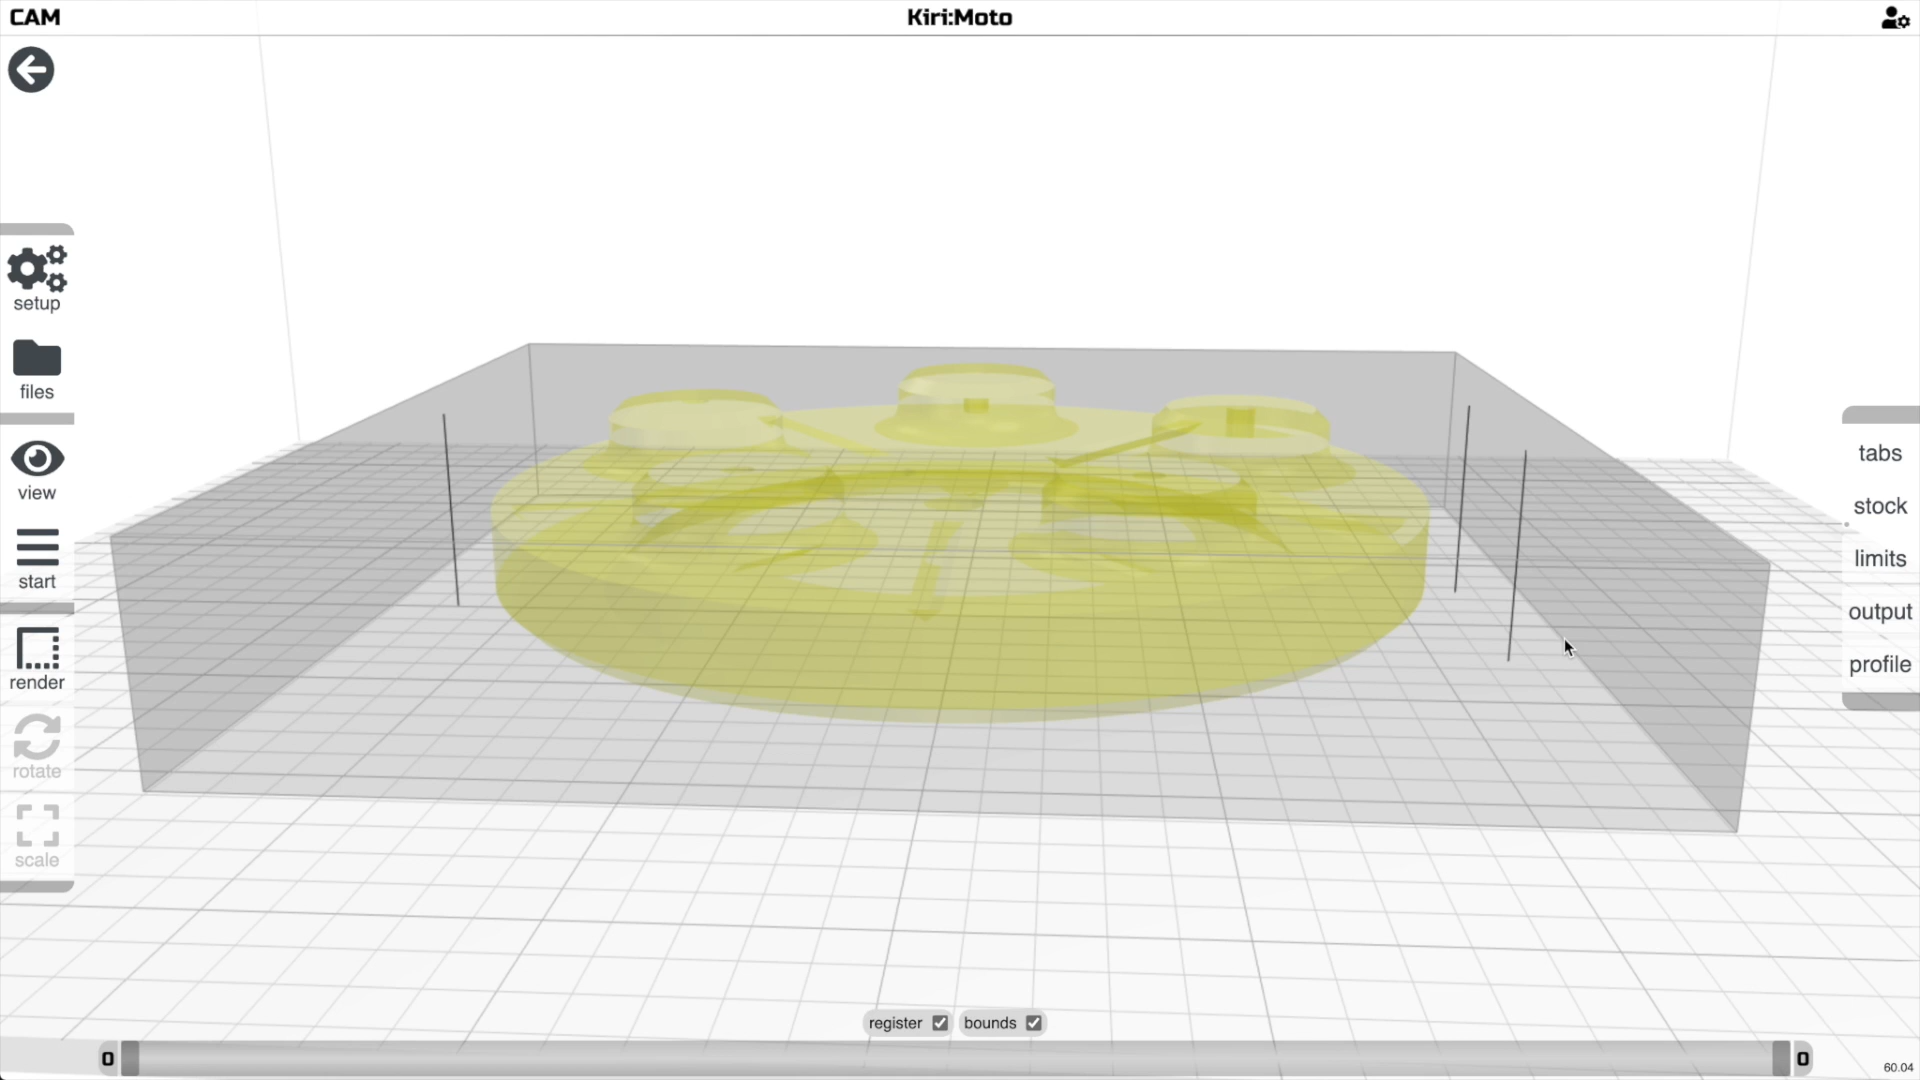 CAM
Kiri:Moto
setup
files
view
start
render
rotate
scale
tabs
stock
limits
output
profile
register
bounds
0
0
60.04